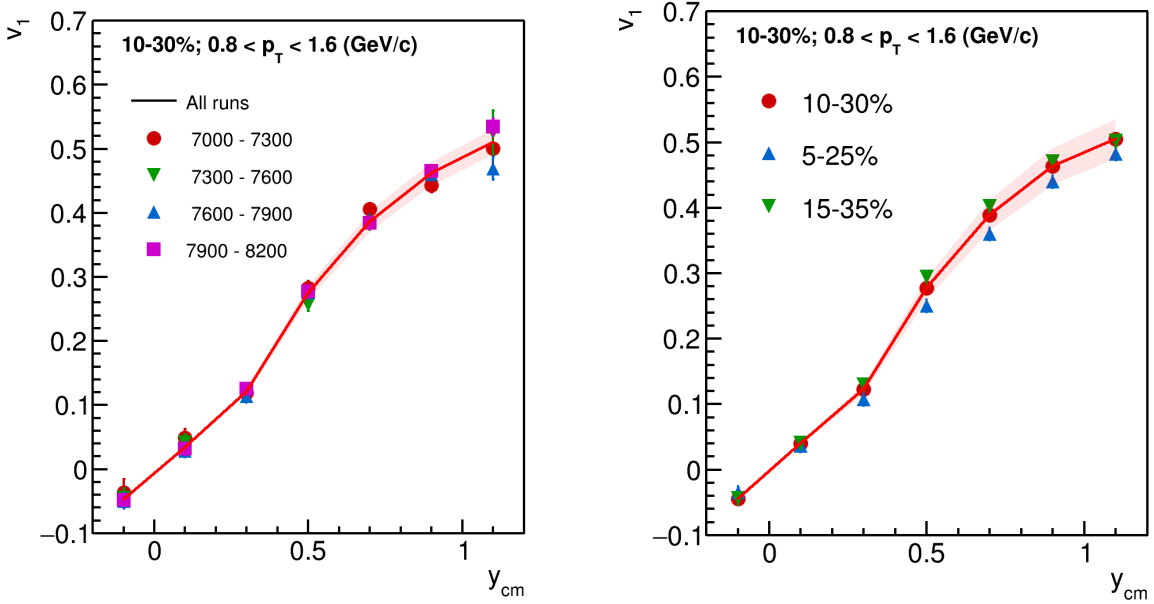 v1
10-30%; 0.8 < pT < 1.6 (GeV/c)
All runs
7000 - 7300
7300 - 7600
7600 - 7900
7900 - 8200
0.7
0.6
0.5
0.4
0.3
0.2
0.1
0
−0.1
0
0.5
1
ycm
v1
10-30%; 0.8 < pT < 1.6 (GeV/c)
10-30%
5-25%
15-35%
0.7
0.6
0.5
0.4
0.3
0.2
0.1
0
−0.1
0
0.5
1
ycm